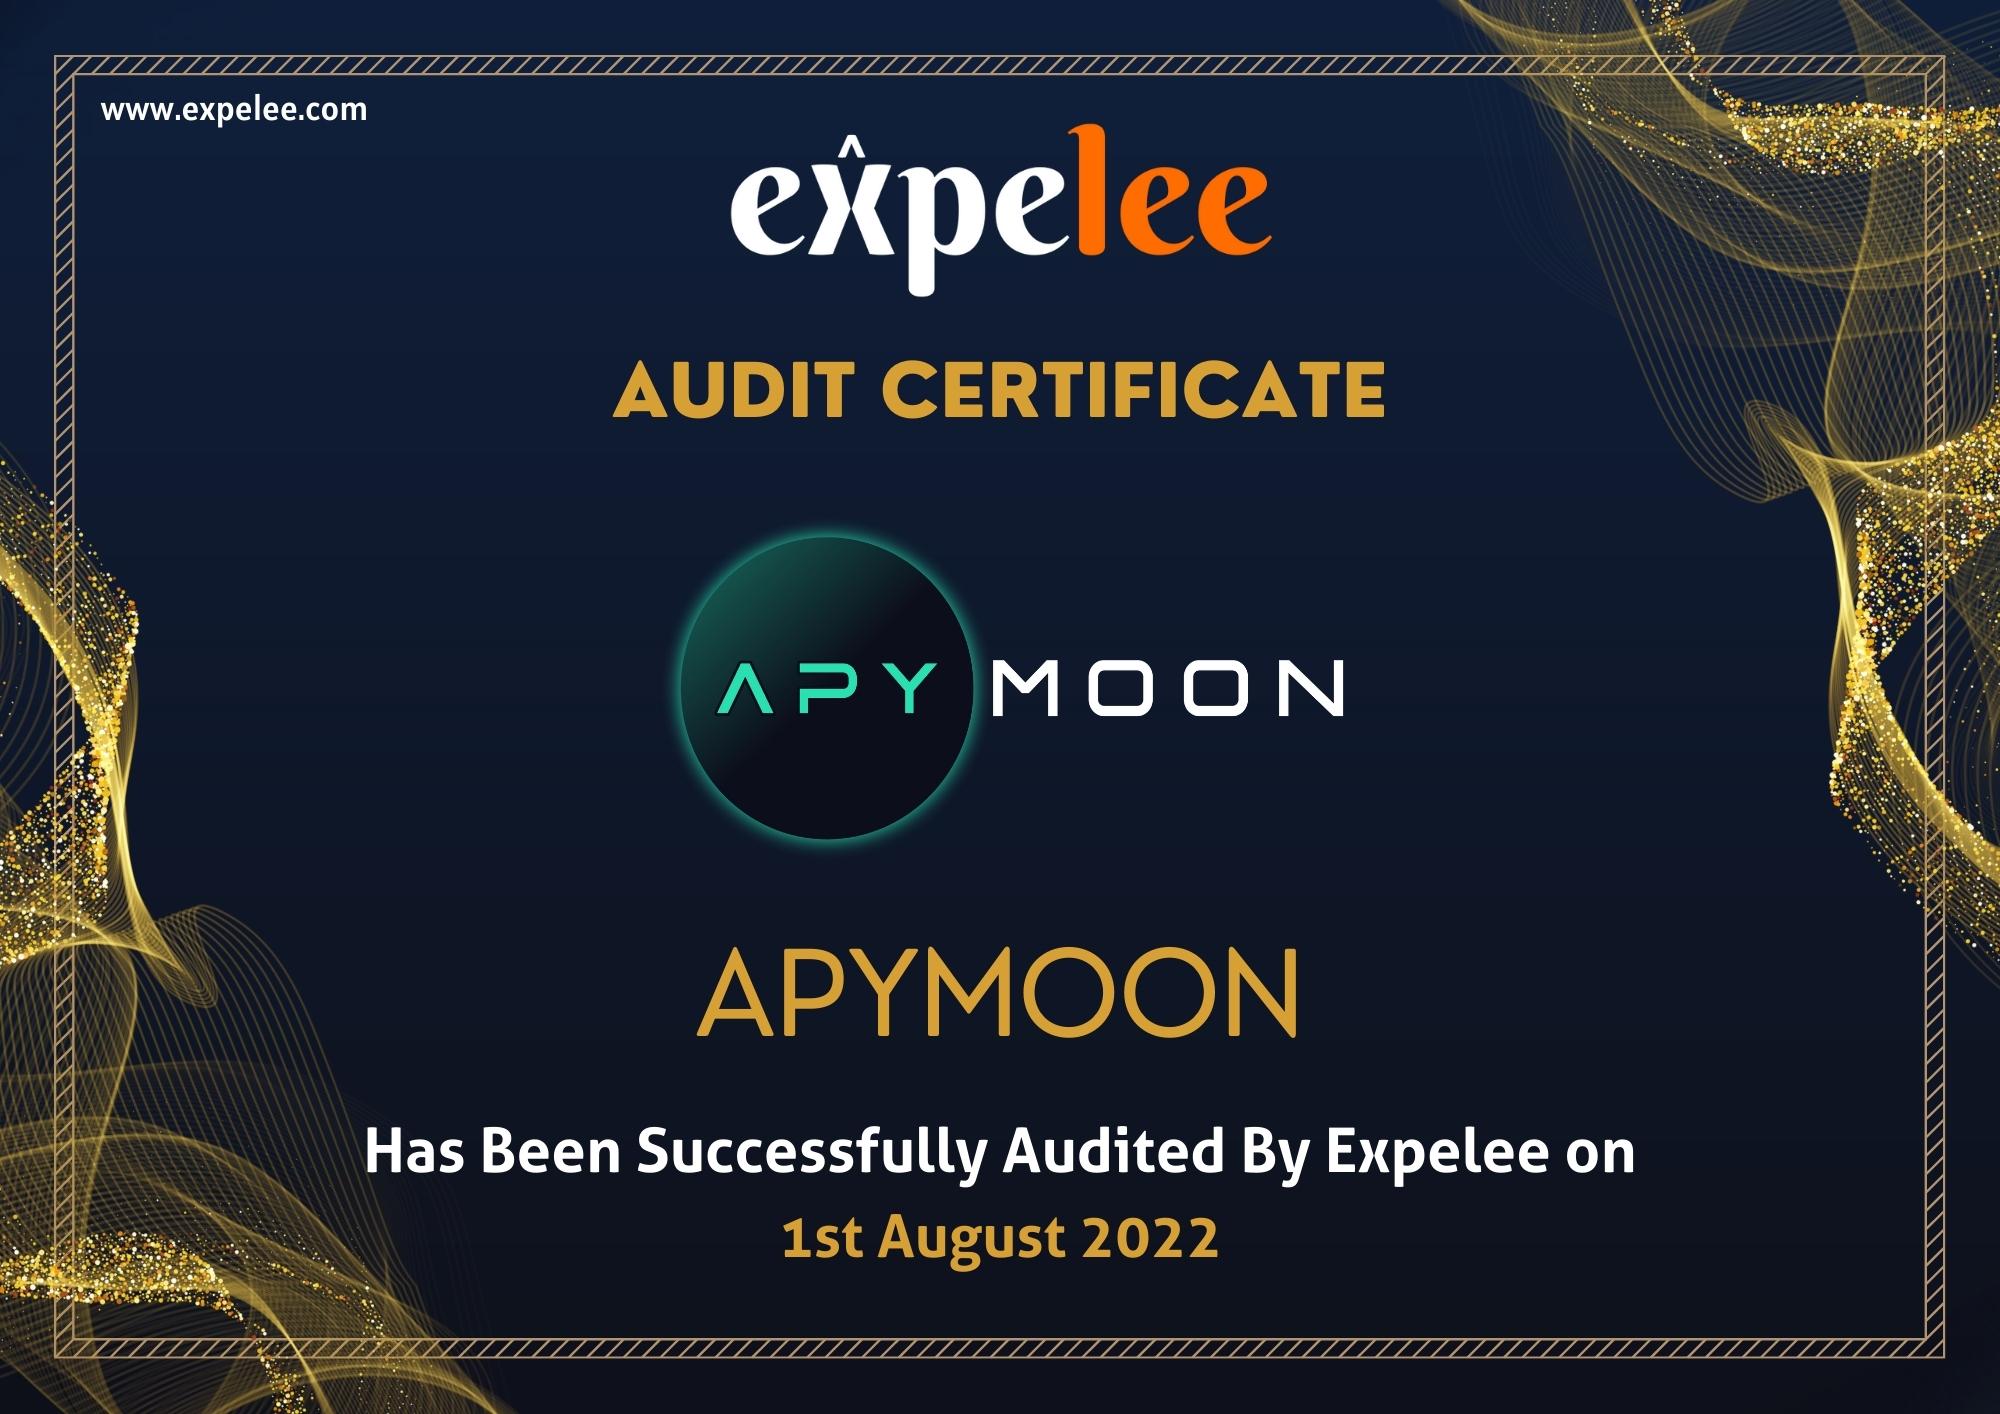 www.expelee.com
expelee
AUDIT CERTIFICATE
APY MOON
APYMOON
Has Been Successfully Audited By Expelee on
1st August 2022